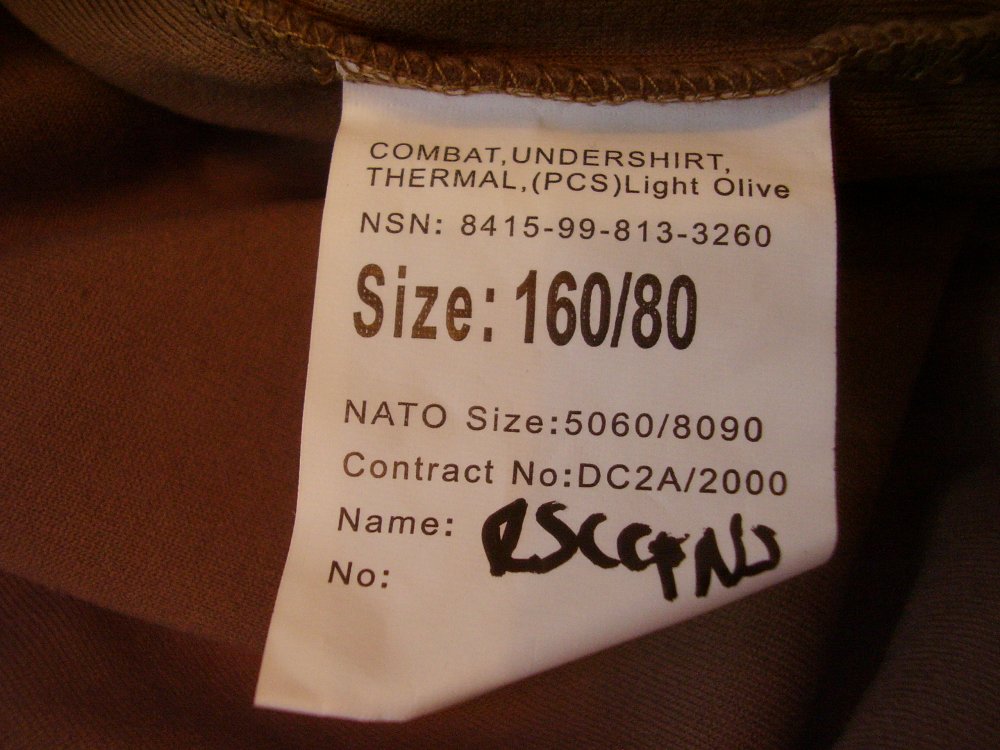 COMBAT,UNDERSHIRT,
THERMAL,(PCS)Light Olive
NSN: 8415-99-813-3260
Size: 160/80
NATO Size:5060/8090
Contract No:DC2A/2000
Name:
No: